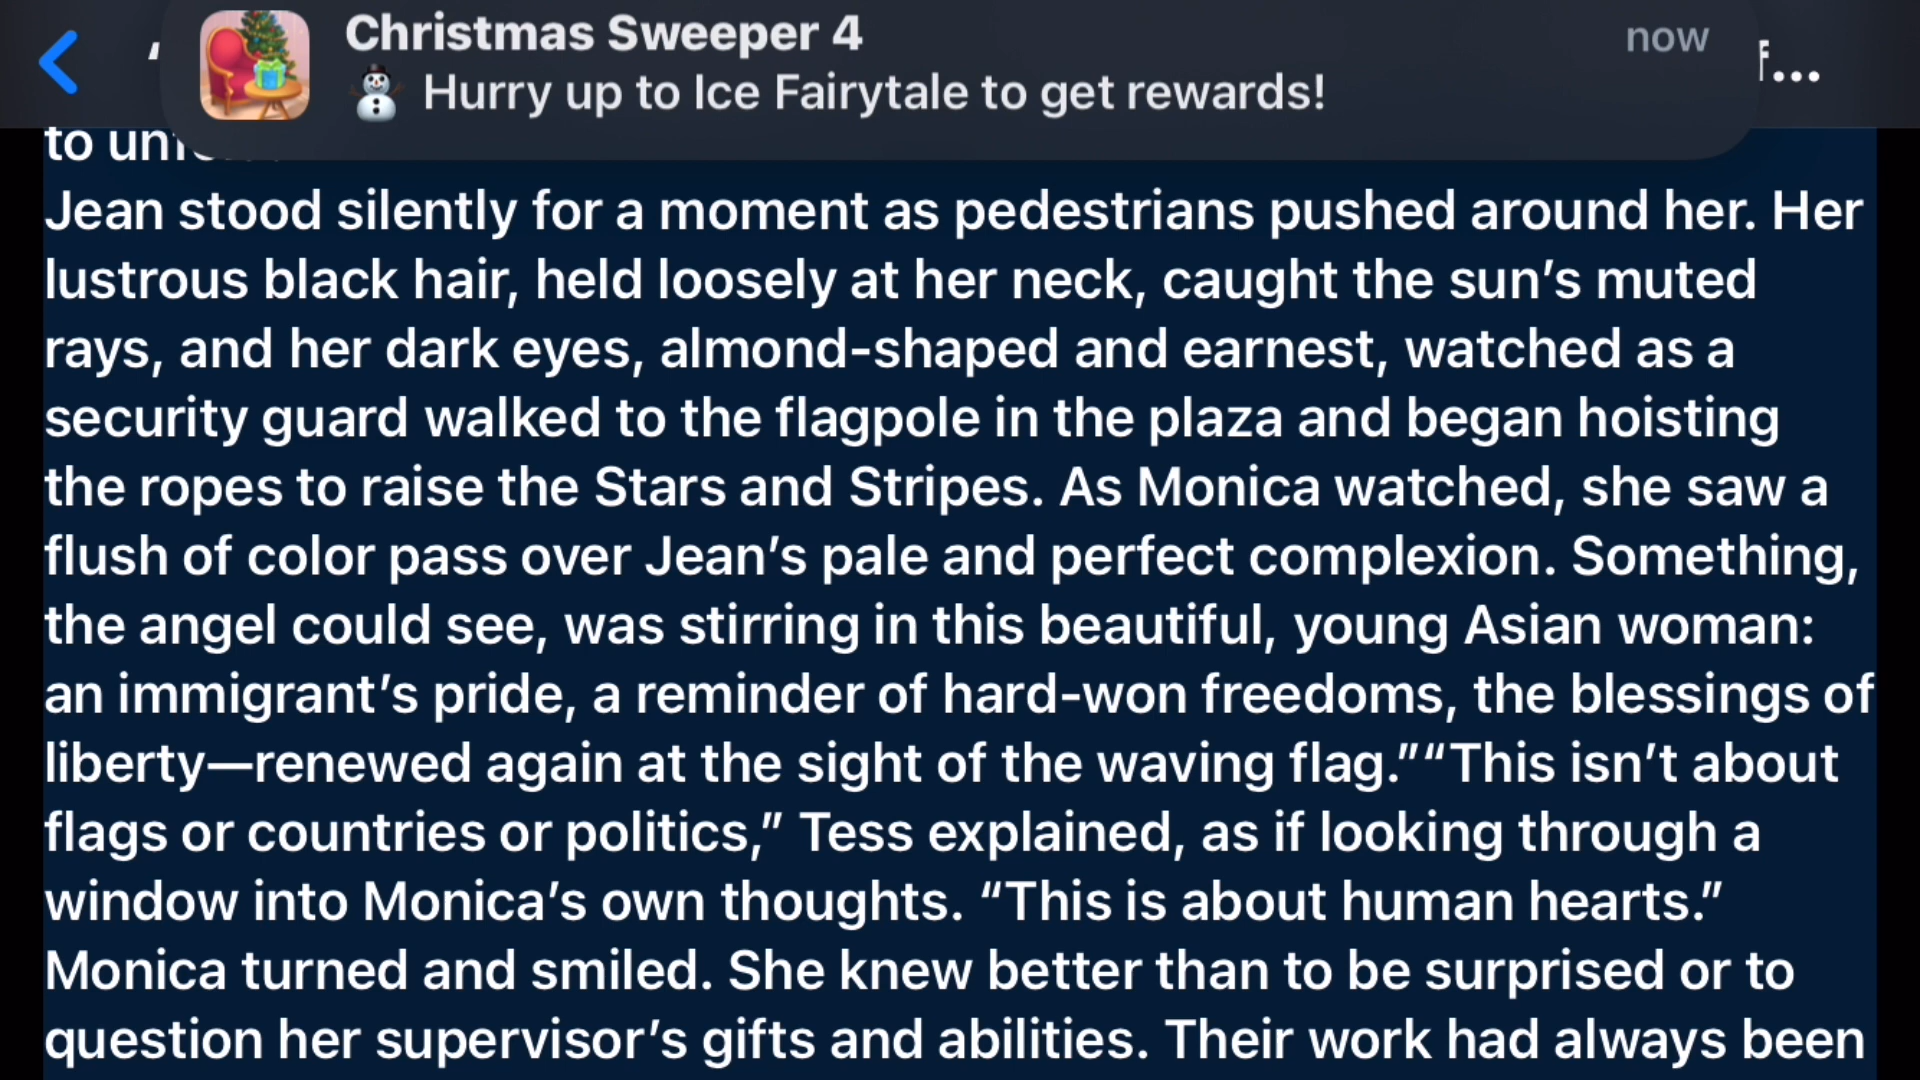 Christmas Sweeper 4
now
Hurry up to Ice Fairytale to get rewards!
Jean stood silently for a moment as pedestrians pushed around her. Her
lustrous black hair, held loosely at her neck, caught the sun’s muted
rays, and her dark eyes, almond-shaped and earnest, watched as a
security guard walked to the flagpole in the plaza and began hoisting
the ropes to raise the Stars and Stripes. As Monica watched, she saw a
flush of color pass over Jean’s pale and perfect complexion. Something,
the angel could see, was stirring in this beautiful, young Asian woman:
an immigrant’s pride, a reminder of hard-won freedoms, the blessings of
liberty—renewed again at the sight of the waving flag.”“This isn’t about
flags or countries or politics,” Tess explained, as if looking through a
window into Monica’s own thoughts. “This is about human hearts.”
Monica turned and smiled. She knew better than to be surprised or to
question her supervisor’s gifts and abilities. Their work had always been